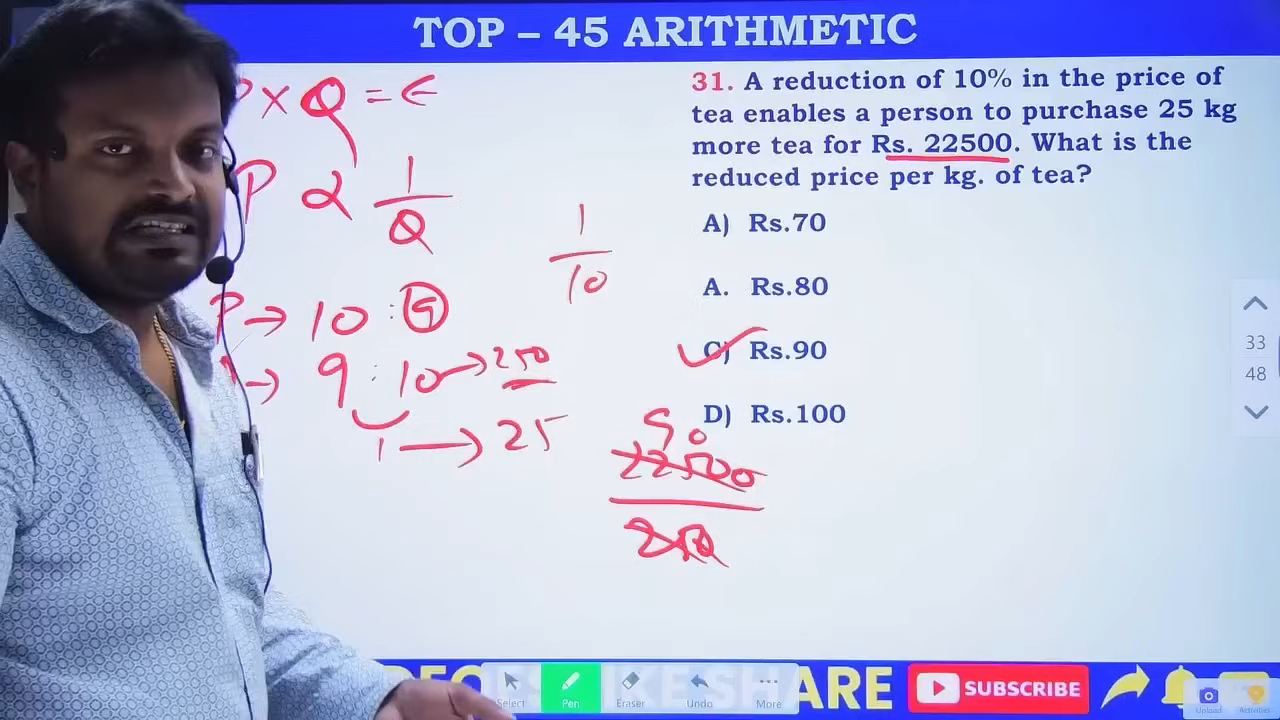 TOP – 45 ARITHMETIC
31. A reduction of 10% in the price of
tea enables a person to purchase 25 kg
more tea for Rs. 22500. What is the
reduced price per kg. of tea?
A) Rs.70
A. Rs.80
C) Rs.90
D) Rs.100
P × Q = E
P α 1/Q
1/10
P → 10 : 9
→ 9 : 10 → 250
1 → 25
90
22500
250
33
48
SHARE
SUBSCRIBE
Select
Pen
Eraser
Undo
More
Upload
Activities